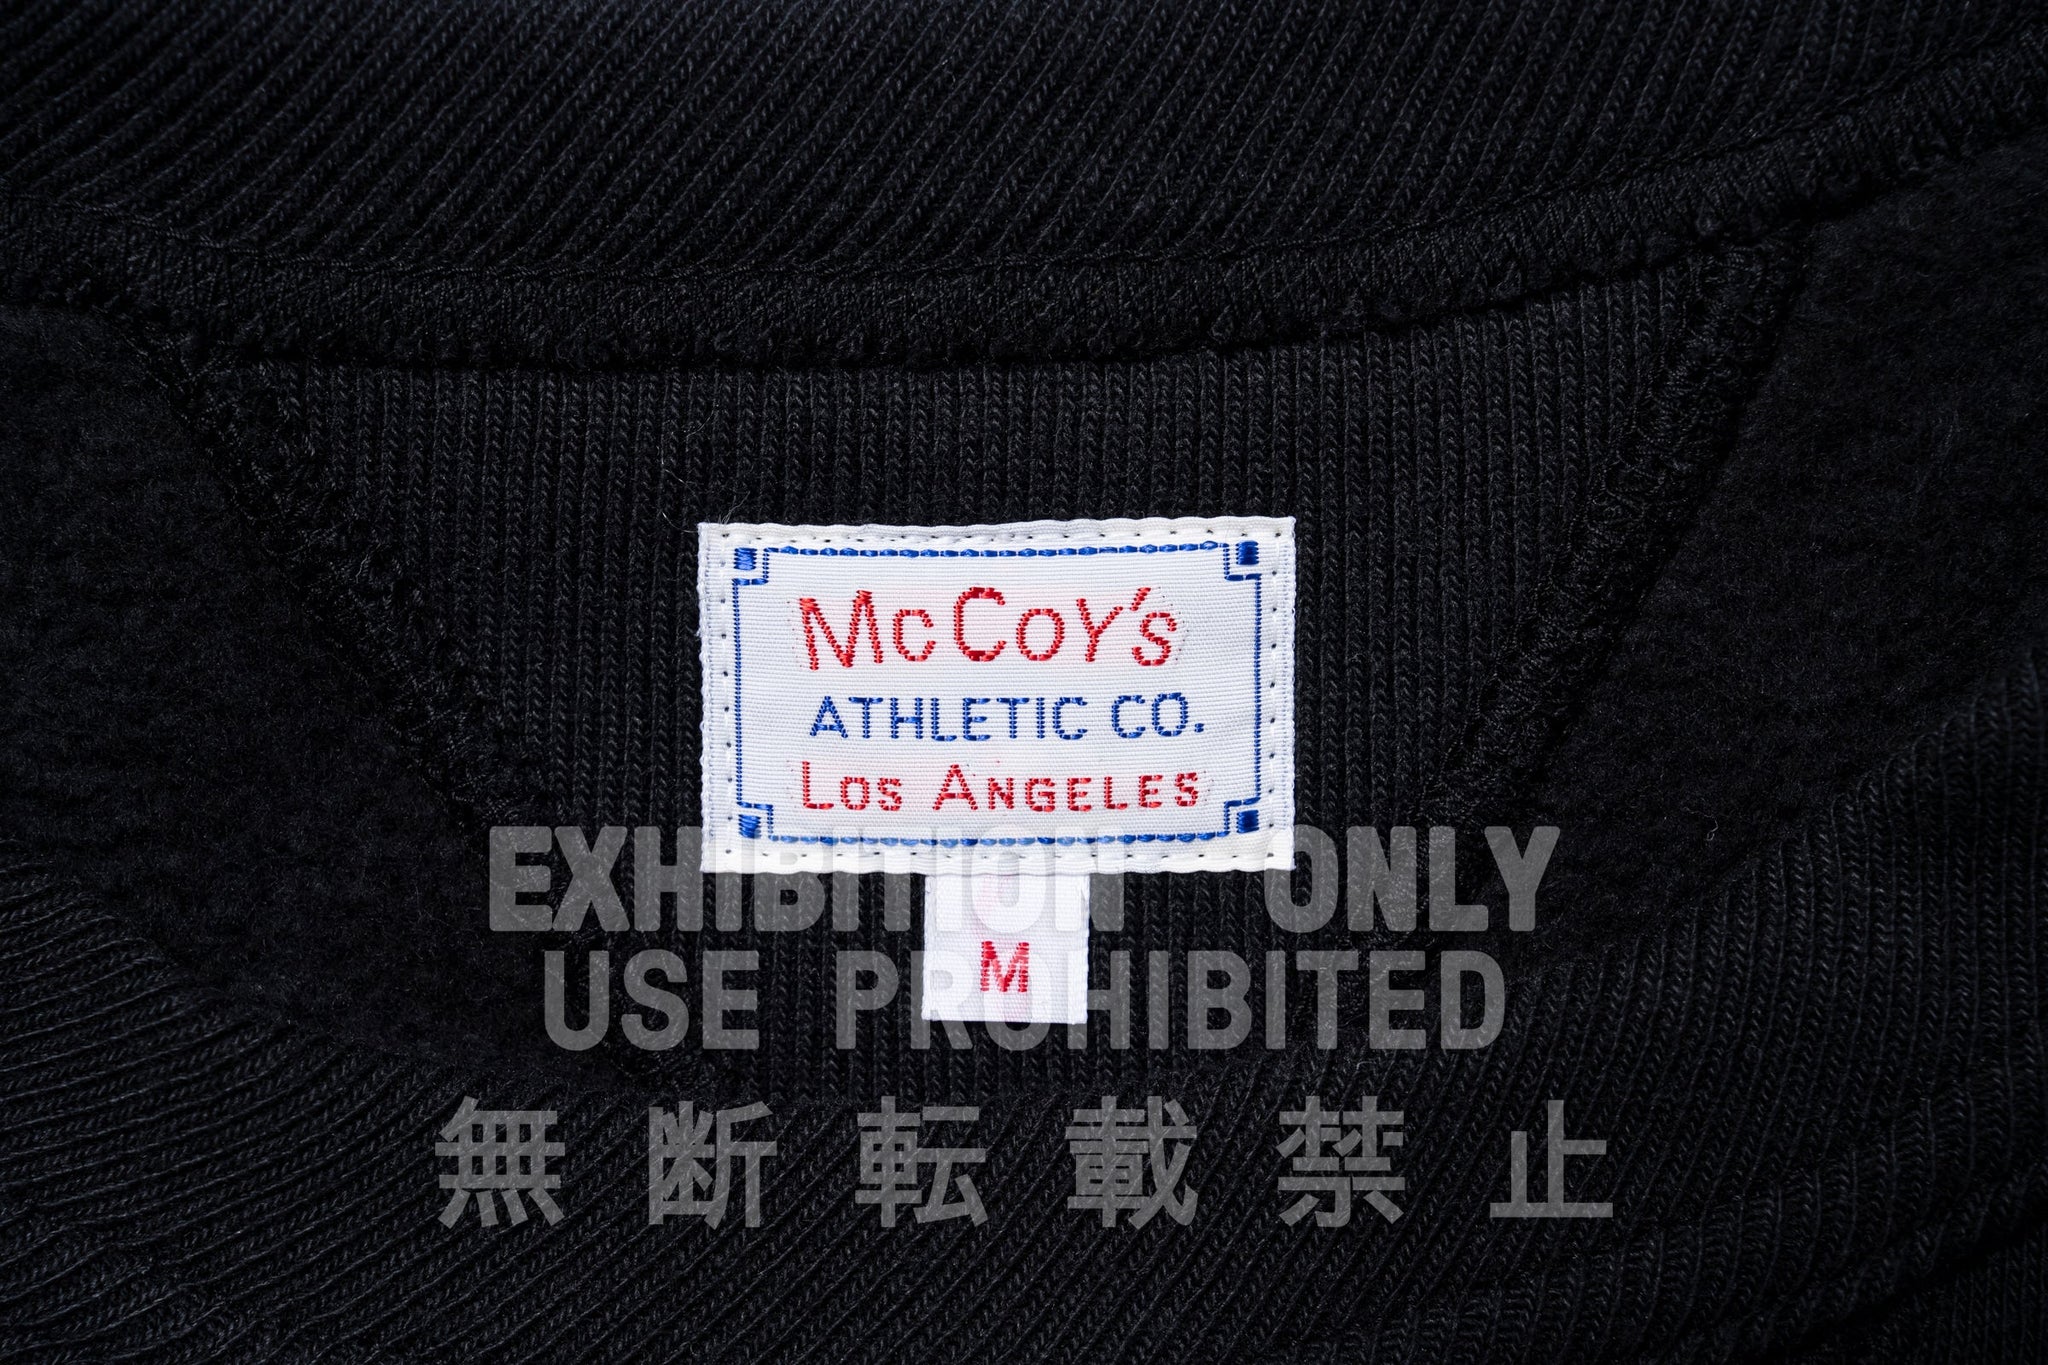 McCoy's
ATHLETIC CO.
Los Angeles
EXHIBITION ONLY
M
USE PROHIBITED
無断転載禁止